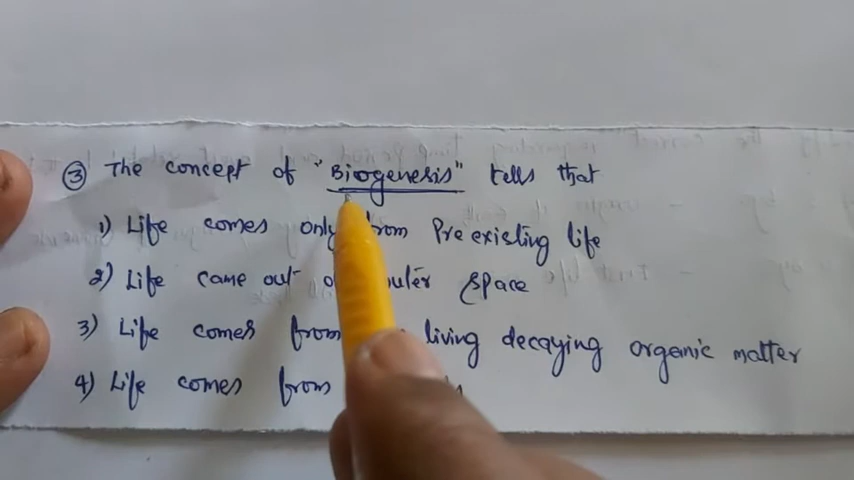 ③ The concept of "Biogenesis" tells that
1) Life comes only from Pre existing life
2) Life came out outer space
3) Life comes from living decaying organic matter
4) Life comes from